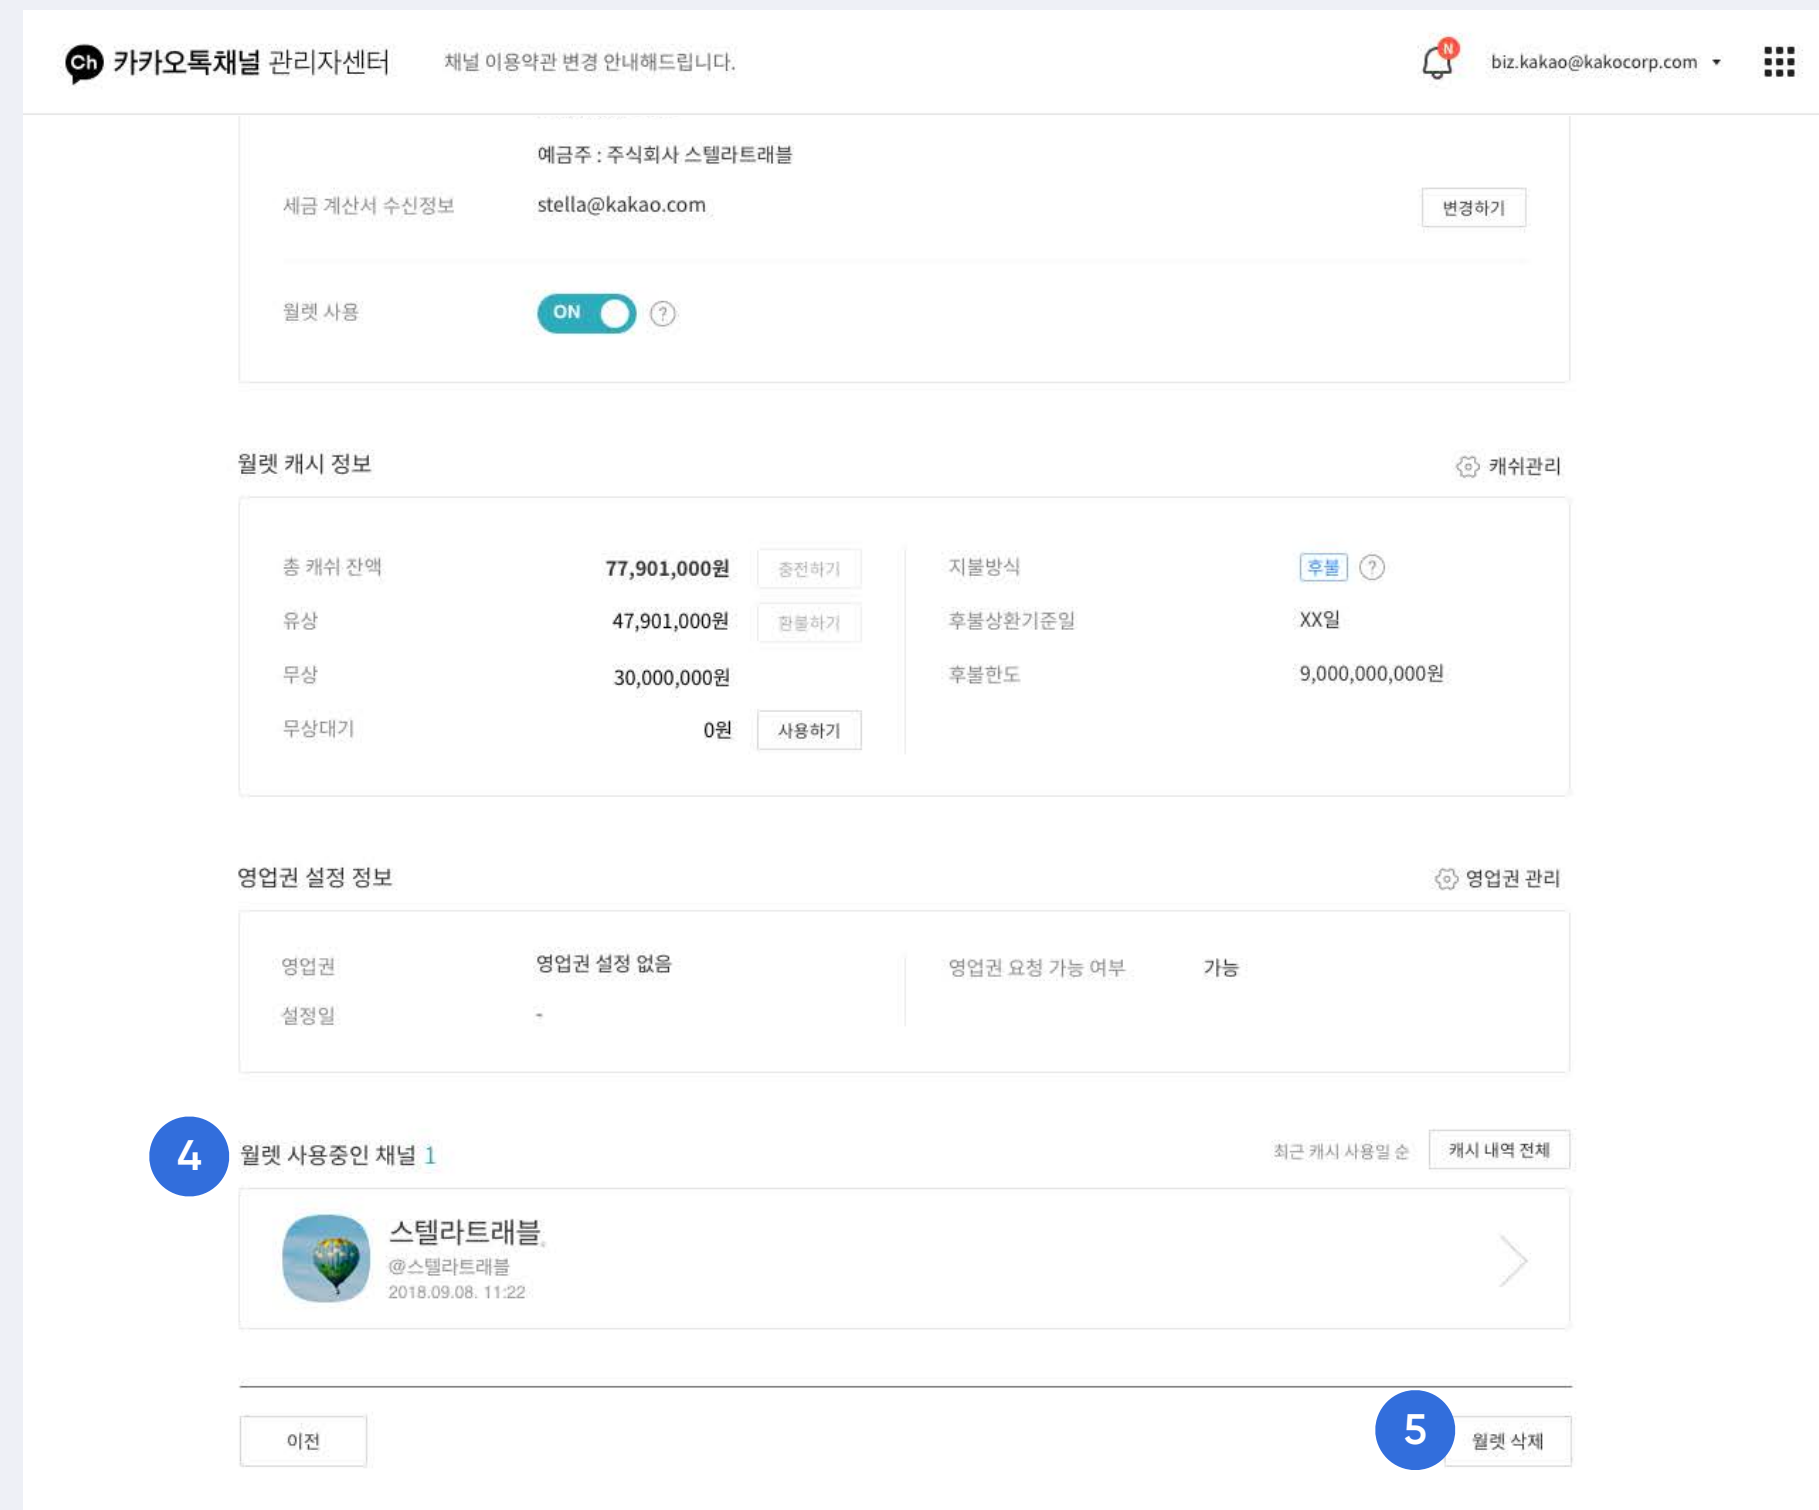 Ch 카카오톡채널 관리자센터 채널 이용약관 변경 안내해드립니다. N biz.kakao@kakocorp.com
예금주 : 주식회사 스텔라트래블
세금 계산서 수신정보 stella@kakao.com 변경하기
월렛 사용 ON ?
월렛 캐시 정보 캐쉬관리
총 캐쉬 잔액 77,901,000원 충전하기 지불방식 후불 ?
유상 47,901,000원 환불하기 후불상환기준일 XX일
무상 30,000,000원 후불한도 9,000,000,000원
무상대기 0원 사용하기
영업권 설정 정보 영업권 관리
영업권 영업권 설정 없음 영업권 요청 가능 여부 가능
설정일 -
4 월렛 사용중인 채널 1 최근 캐시 사용일 순 캐시 내역 전체
스텔라트래블
@스텔라트래블
2018.09.08. 11:22
이전 5 월렛 삭제